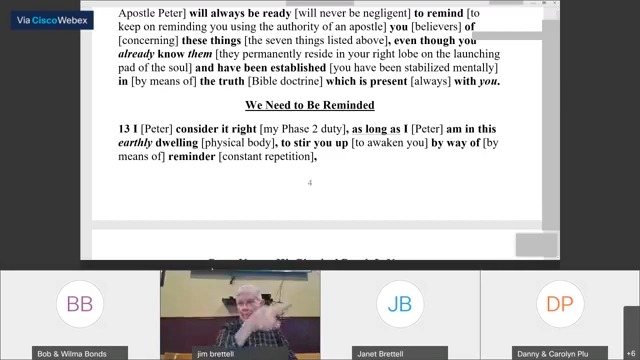 Via Cisco Webex
Apostle Peter] will always be ready [will never be negligent] to remind [to
keep on reminding you using the authority of an apostle] you [believers] of
[concerning] these things [the seven things listed above], even though you
already know them [they permanently reside in your right lobe on the launching
pad of the soul] and have been established [you have been stabilized mentally]
in [by means of] the truth [Bible doctrine] which is present [always] with you.
We Need to Be Reminded
13 I [Peter] consider it right [my Phase 2 duty], as long as I [Peter] am in this
earthly dwelling [physical body], to stir you up [to awaken you] by way of [by
means of] reminder [constant repetition],
4
BB
JB
DP
Bob & Wilma Bonds
jim brettell
Janet Brettell
Danny & Carolyn Plu
+6